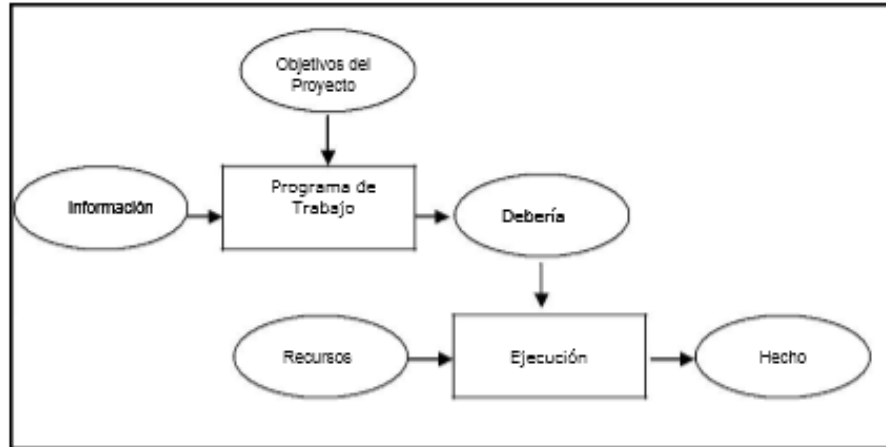 Objetivos del
Proyecto
Información
Programa de
Trabajo
Debería
Recursos
Ejecución
Hecho